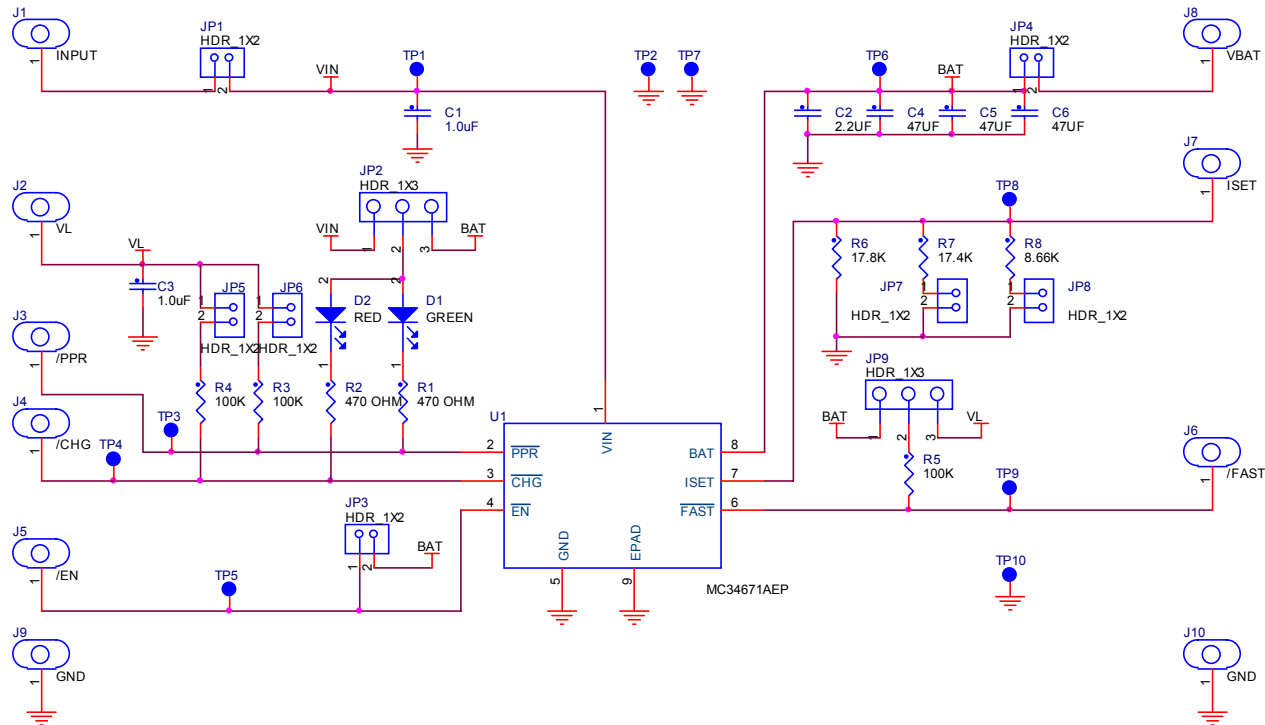 J1
INPUT
1
JP1
HDR_1X2
1
2
VIN
TP1
C1
1.0uF
TP2
TP7
TP6
BAT
JP4
HDR_1X2
1
2
J8
VBAT
1
C2
2.2UF
C4
47UF
C5
47UF
C6
47UF
J2
VL
1
VL
C3
1.0uF
JP5
1
2
HDR_1X2
JP6
1
2
HDR_1X2
JP2
HDR_1X3
VIN
1
2
3
BAT
2
D2
RED
1
2
D1
GREEN
1
J7
ISET
1
TP8
R6
17.8K
R7
17.4K
R8
8.66K
JP7
1
2
HDR_1X2
JP8
1
2
HDR_1X2
J3
/PPR
1
R4
100K
R3
100K
R2
470 OHM
R1
470 OHM
JP9
HDR_1X3
BAT
1
2
3
VL
R5
100K
J4
/CHG
1
TP3
TP4
U1
1
VIN
2
PPR
3
CHG
4
EN
8
BAT
7
ISET
6
FAST
GND
5
EPAD
9
MC34671AEP
TP9
J6
/FAST
1
J5
/EN
1
TP5
JP3
HDR_1X2
1
2
BAT
TP10
J9
GND
1
J10
GND
1